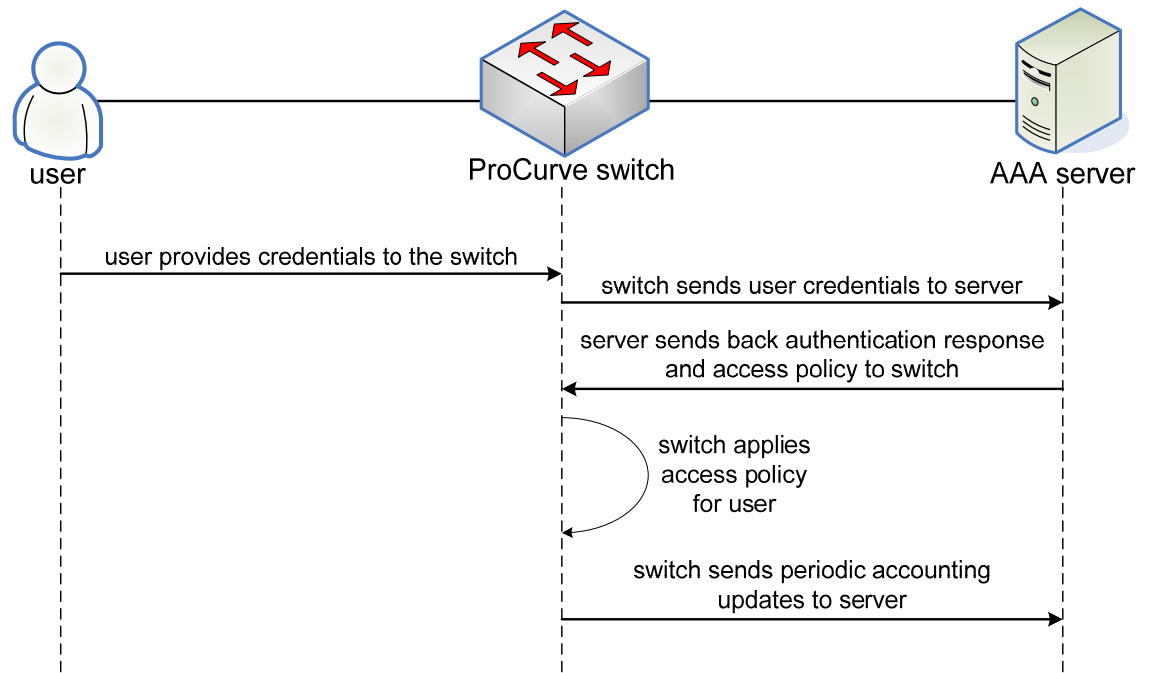 user
ProCurve switch
AAA server
user provides credentials to the switch
switch sends user credentials to server
server sends back authentication response
and access policy to switch
switch applies
access policy
for user
switch sends periodic accounting
updates to server